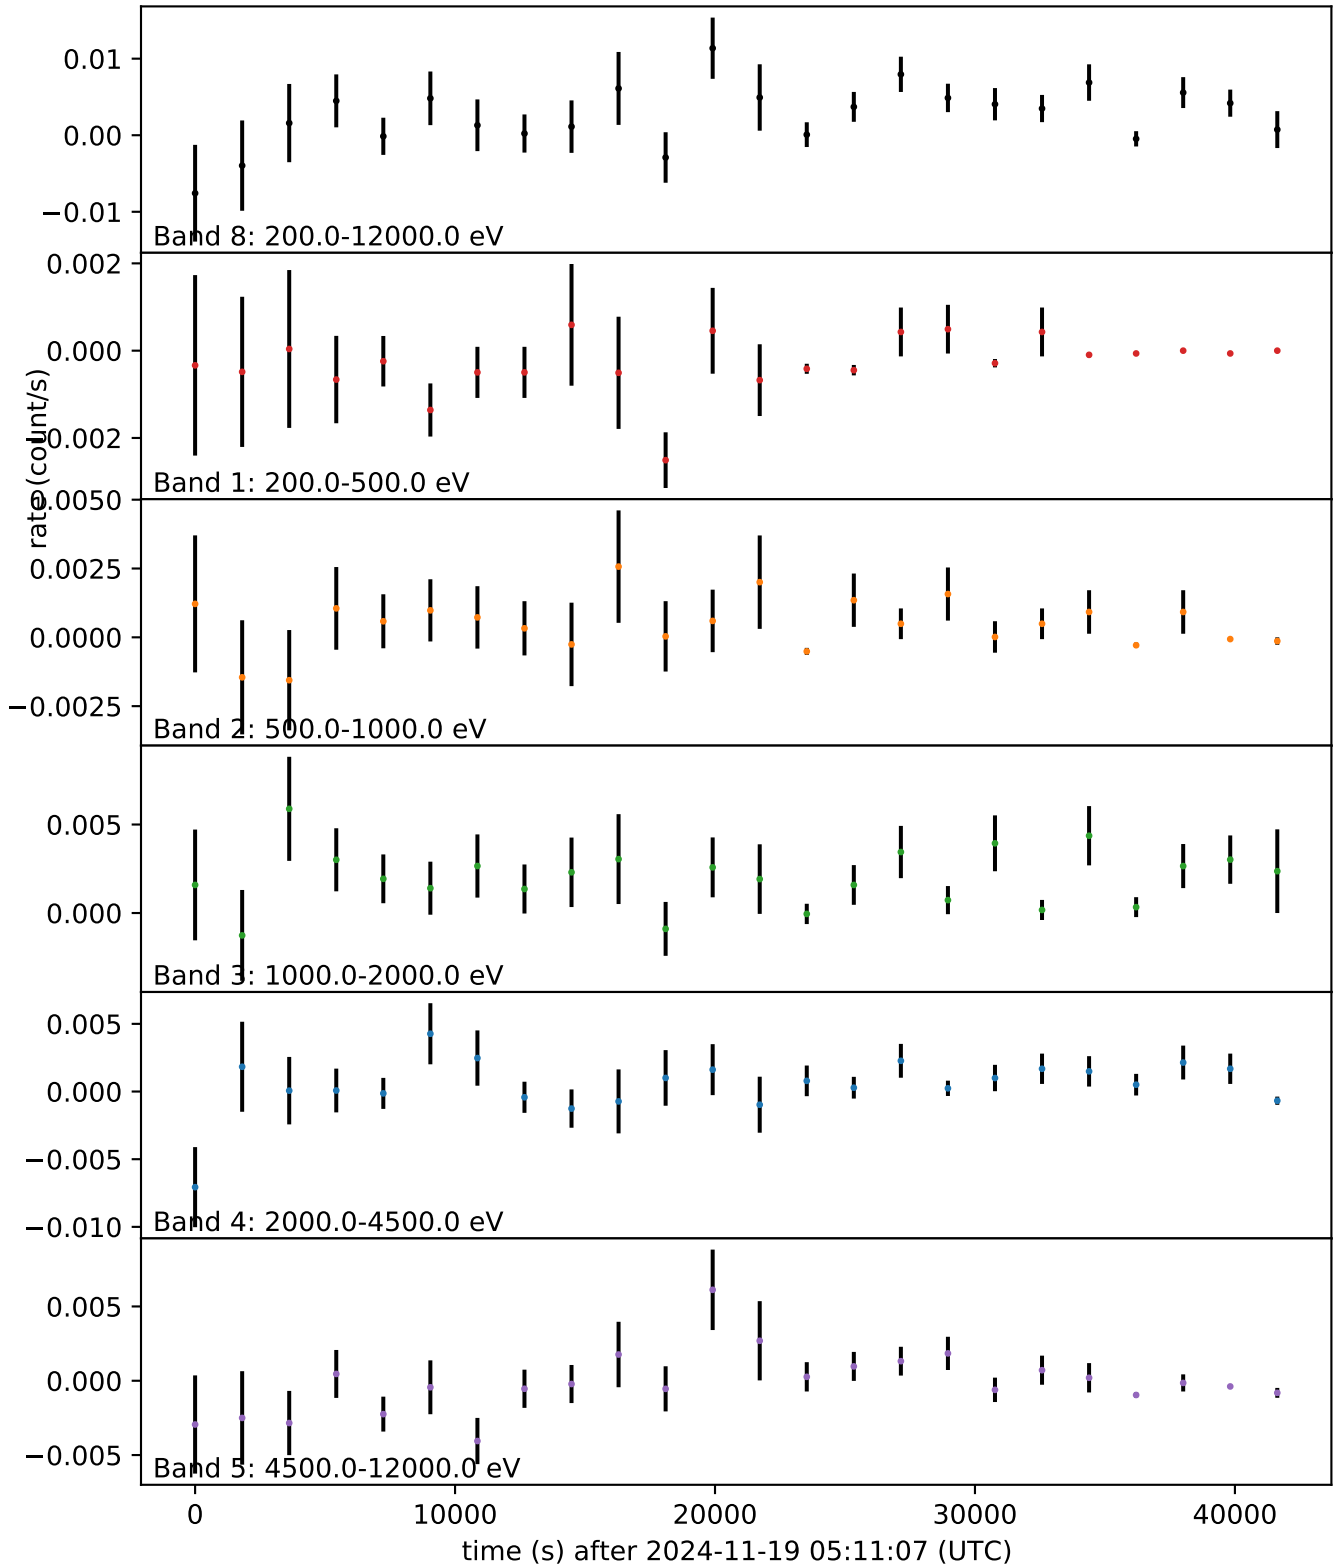 0.01
0.00
−0.01
Band 8: 200.0-12000.0 eV
0.002
0.000
−0.002
Band 1: 200.0-500.0 eV
rate (count/s)
0.0050
0.0025
0.0000
−0.0025
Band 2: 500.0-1000.0 eV
0.005
0.000
Band 3: 1000.0-2000.0 eV
0.005
0.000
−0.005
−0.010
Band 4: 2000.0-4500.0 eV
0.005
0.000
−0.005
Band 5: 4500.0-12000.0 eV
0 10000 20000 30000 40000
time (s) after 2024-11-19 05:11:07 (UTC)